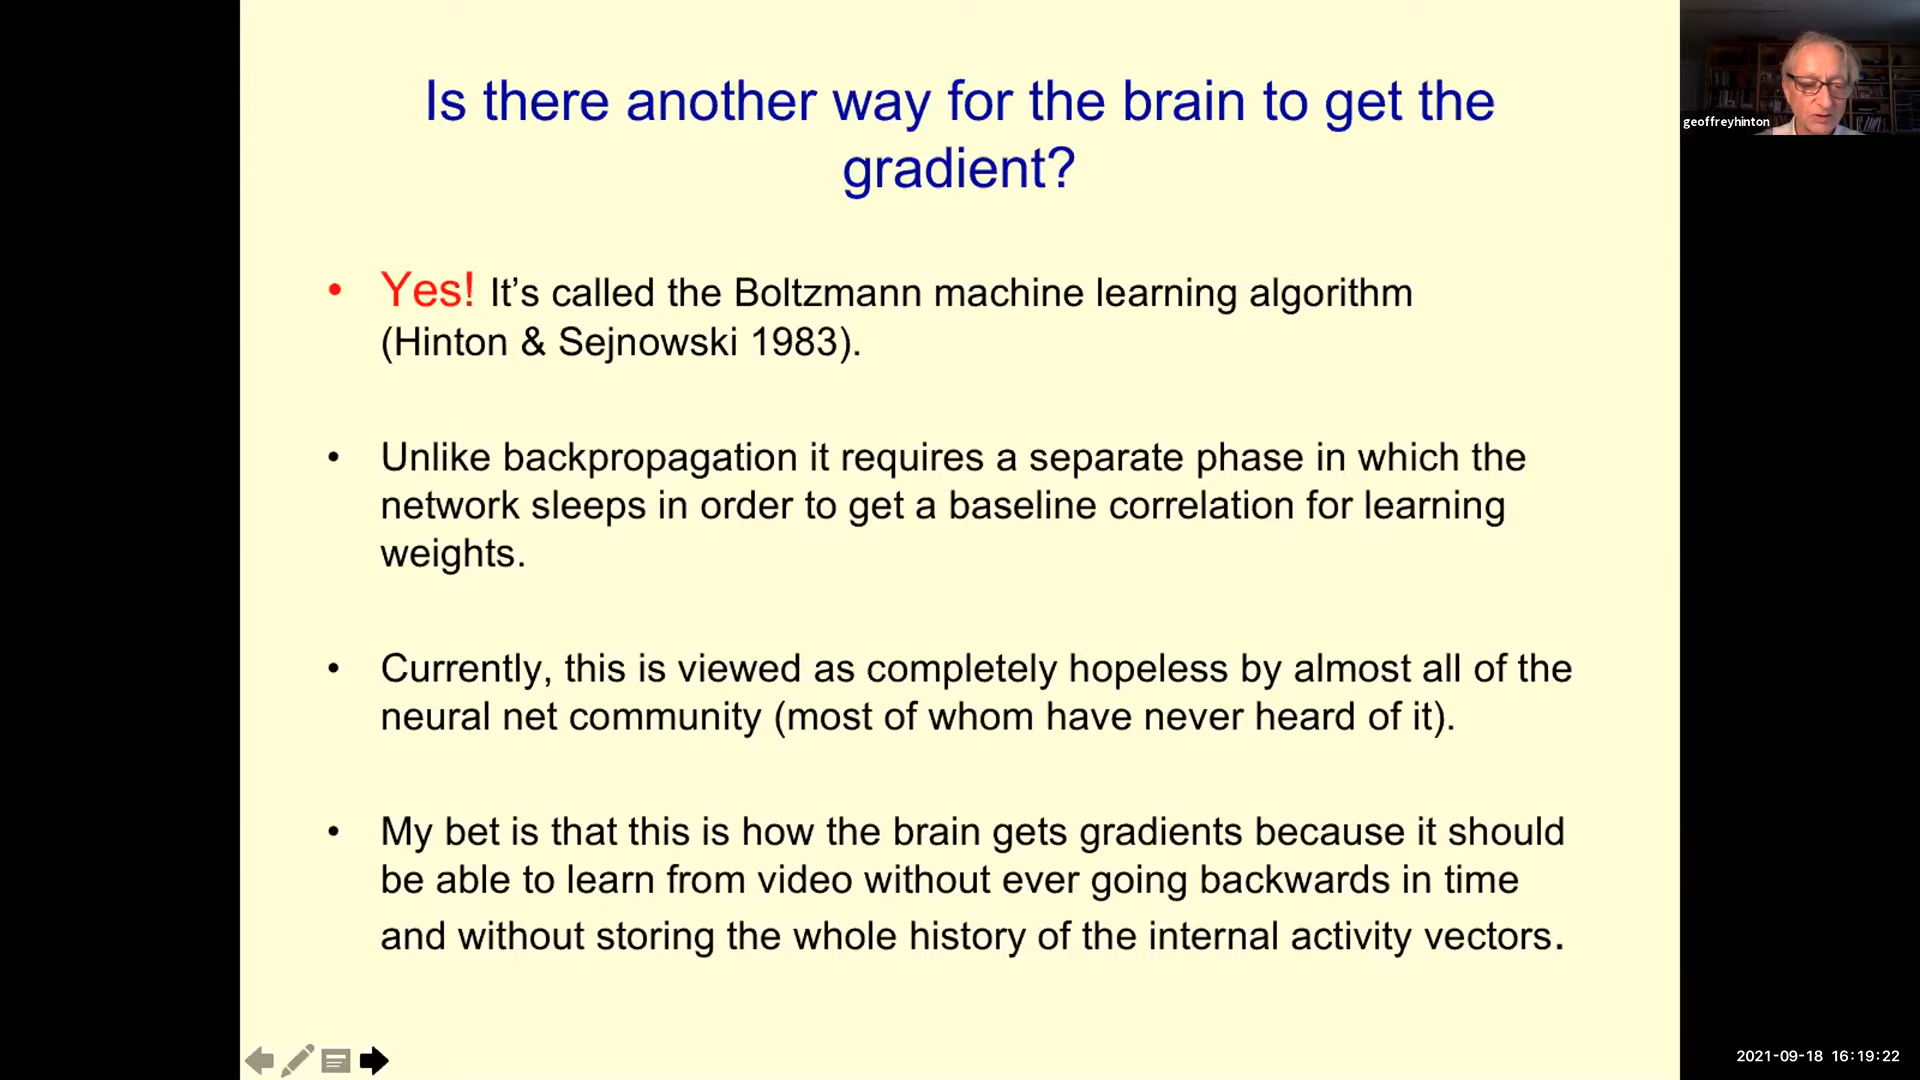 Is there another way for the brain to get the
gradient?
• Yes! It’s called the Boltzmann machine learning algorithm
(Hinton & Sejnowski 1983).
• Unlike backpropagation it requires a separate phase in which the
network sleeps in order to get a baseline correlation for learning
weights.
• Currently, this is viewed as completely hopeless by almost all of the
neural net community (most of whom have never heard of it).
• My bet is that this is how the brain gets gradients because it should
be able to learn from video without ever going backwards in time
and without storing the whole history of the internal activity vectors.
geoffreyhinton
2021-09-18 16:19:22